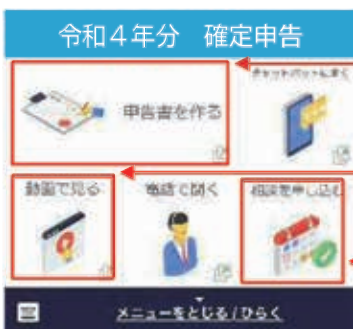 令和４年分　確定申告
申告書を作る
チャットボットにきく
動画で見る
電話で聞く
相談を申し込む
メニューをとじる/ひらく